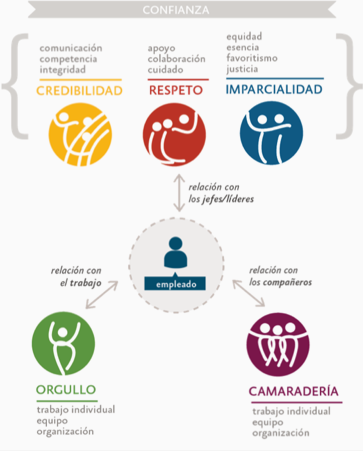 CONFIANZA
comunicación
competencia
integridad
CREDIBILIDAD
apoyo
colaboración
cuidado
RESPETO
equidad
esencia
favoritismo
justicia
IMPARCIALIDAD
relación con
los jefes/líderes
empleado
relación con
el trabajo
relación con
los compañeros
ORGULLO
trabajo individual
equipo
organización
CAMARADERÍA
trabajo individual
equipo
organización